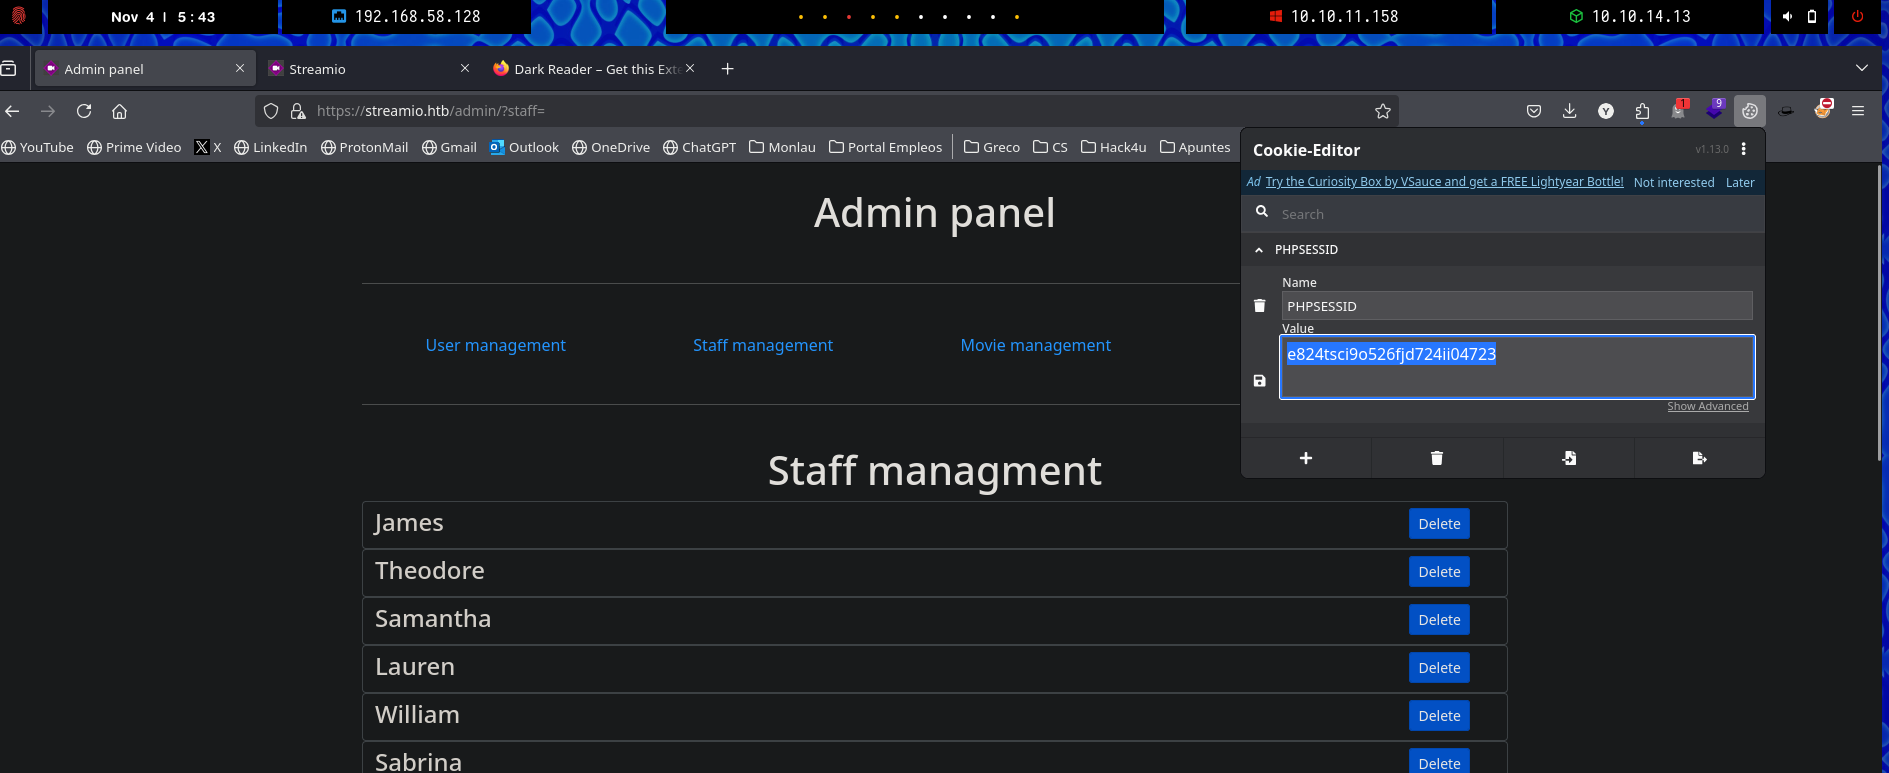 Nov 4 | 5:43
192.168.58.128
10.10.11.158
10.10.14.13
Admin panel
Streamio
Dark Reader – Get this Exte
https://streamio.htb/admin/?staff=
1
9
YouTube
Prime Video
X
LinkedIn
ProtonMail
Gmail
Outlook
OneDrive
ChatGPT
Monlau
Portal Empleos
Greco
CS
Hack4u
Apuntes
Cookie-Editor
v1.13.0
Ad Try the Curiosity Box by VSauce and get a FREE Lightyear Bottle! Not interested Later
Search
PHPSESSID
Name
PHPSESSID
Value
e824tsci9o526fjd724ii04723
Show Advanced
Admin panel
User management
Staff management
Movie management
Staff managment
James Delete
Theodore Delete
Samantha Delete
Lauren Delete
William Delete
Sabrina Delete